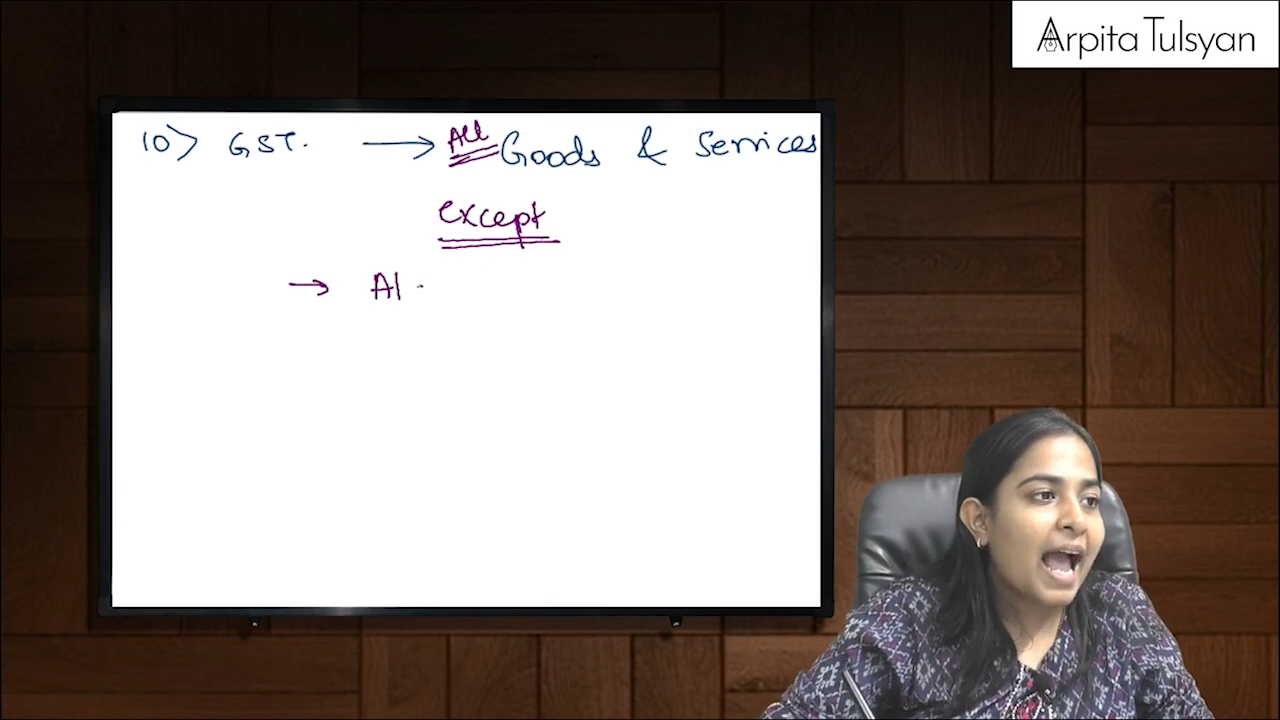 Arpita Tulsyan
10> GST. → All Goods & Services
except
→ Al